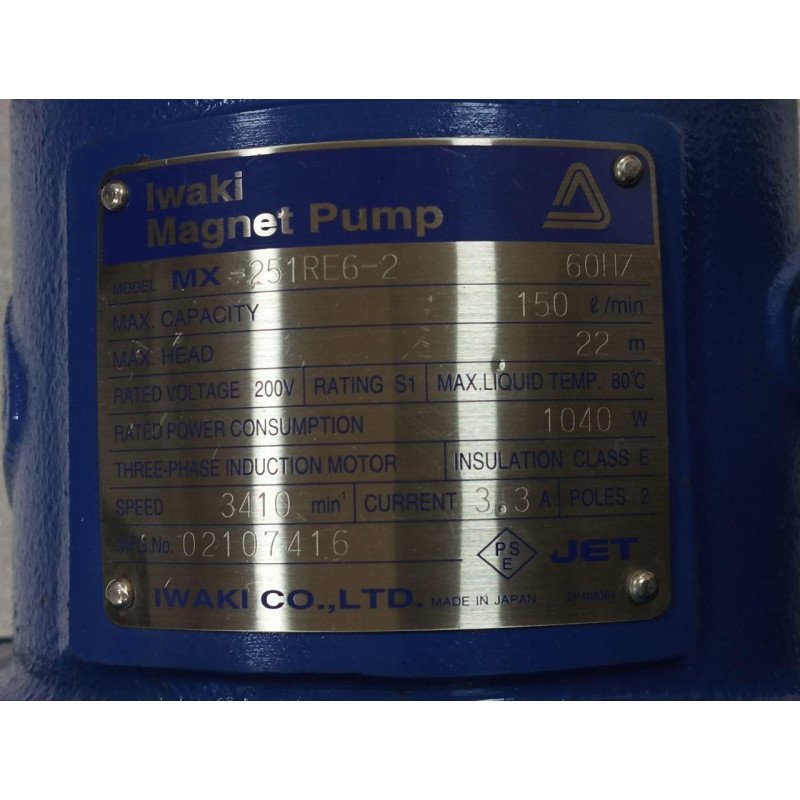 Iwaki
Magnet Pump
MODEL MX-251RE6-2 60HZ
MAX. CAPACITY 150 ℓ/min
MAX. HEAD 22 m
RATED VOLTAGE 200V RATING S1 MAX.LIQUID TEMP. 80℃
RATED POWER CONSUMPTION 1040 W
THREE-PHASE INDUCTION MOTOR INSULATION CLASS E
SPEED 3410 min⁻¹ CURRENT 3.3 A POLES 2
MFG.No. 02107416 PSE JET
IWAKI CO.,LTD. MADE IN JAPAN